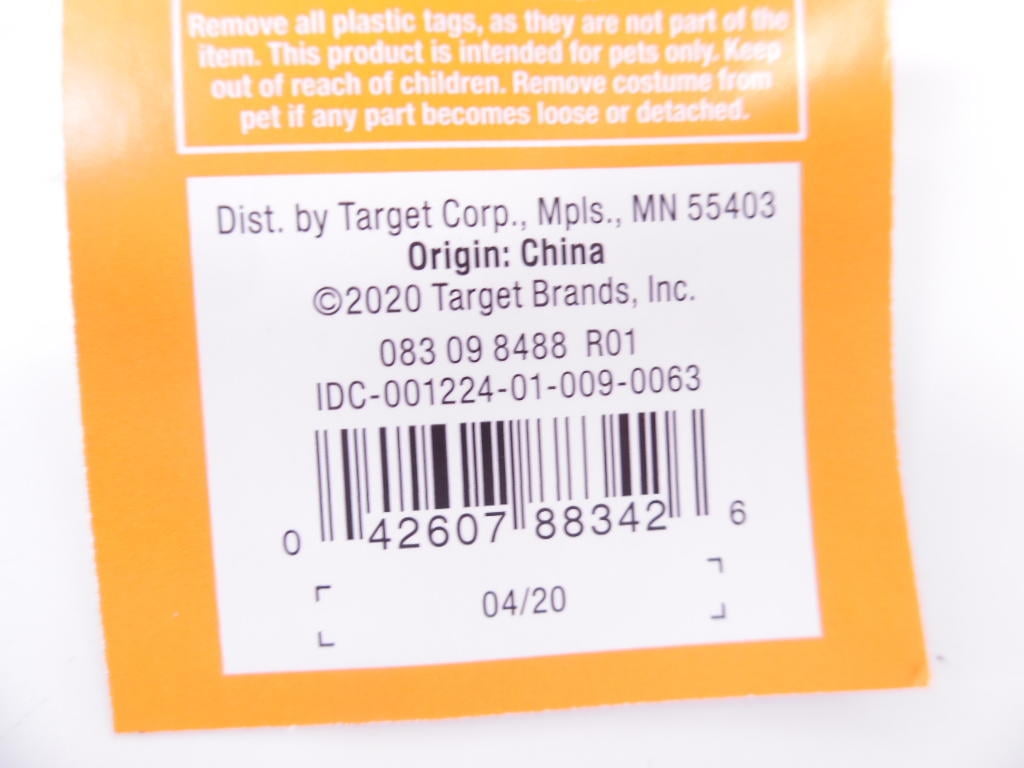 Remove all plastic tags, as they are not part of the
item. This product is intended for pets only. Keep
out of reach of children. Remove costume from
pet if any part becomes loose or detached.
Dist. by Target Corp., Mpls., MN 55403
Origin: China
©2020 Target Brands, Inc.
083 09 8488 R01
IDC-001224-01-009-0063
0 42607 88342 6
04/20